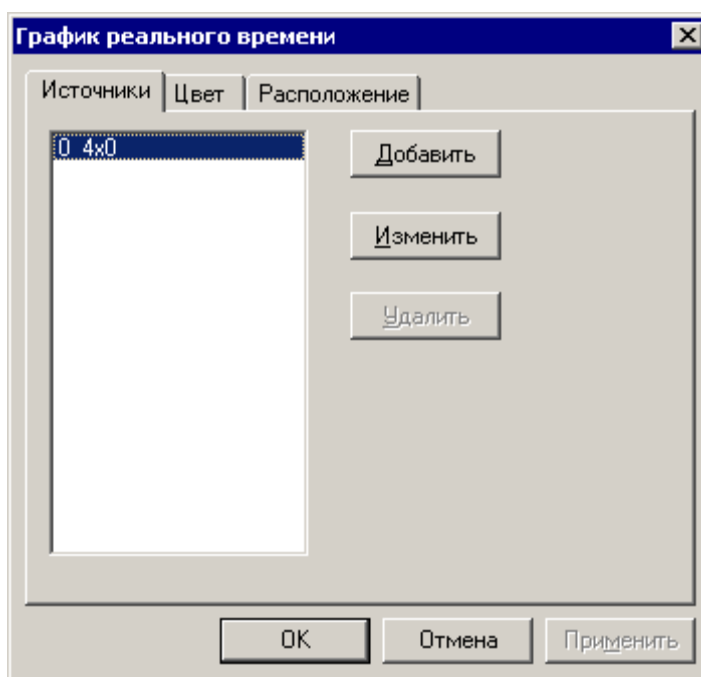 График реального времени
Источники Цвет Расположение
0 4x0
Добавить
Изменить
Удалить
OK Отмена Применить